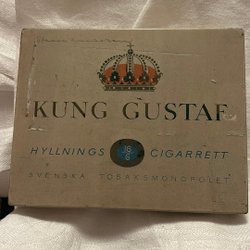 KUNG GUSTAF
HYLLNINGS CIGARRETT
SVENSKA TOBAKSMONOPOLET